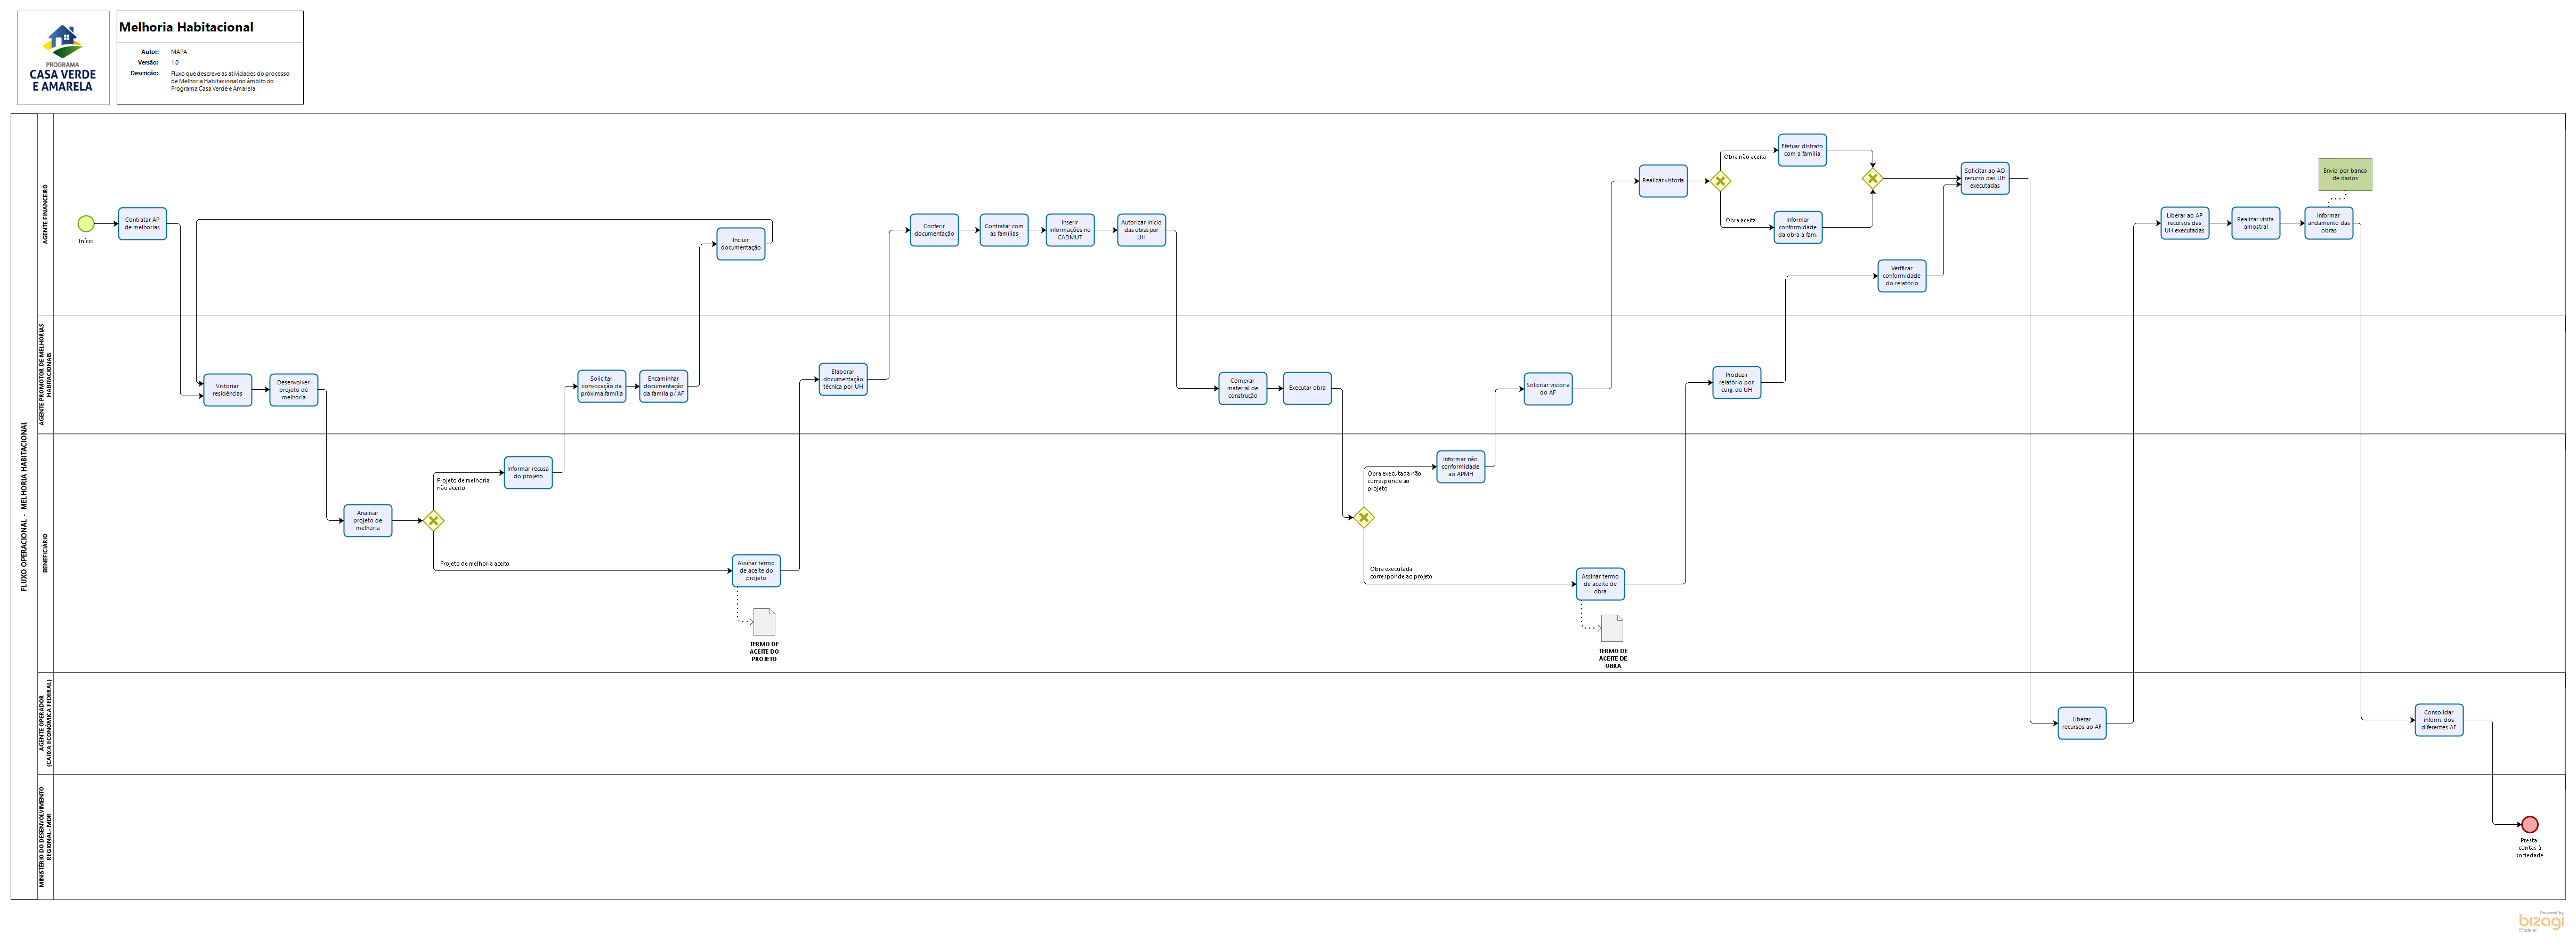 Melhoria Habitacional
Autor: MAPA
Versão: 1.0
Descrição: Fluxo que descreve as atividades do processo
de Melhoria Habitacional no âmbito do
Programa Casa Verde e Amarela.
PROGRAMA
CASA VERDE
E AMARELA
FLUXO OPERACIONAL - MELHORIA HABITACIONAL
AGENTE FINANCEIRO
Início
Contratar AP
de melhorias
Incluir
documentação
Conferir
documentação
Contratar com
as famílias
Inserir
informações no
CADMUT
Autorizar início
das obras por
UH
Realizar vistoria
Obra não aceita
Obra aceita
Efetuar distrato
com a família
Informar
conformidade
da obra a fam.
Verificar
conformidade
do relatório
Solicitar ao AO
recurso das UH
executadas
Liberar ao AP
recursos das
UH executadas
Realizar visita
amostral
Informar
andamento das
obras
Envio por banco
de dados
AGENTE PROMOTOR DE MELHORIAS
HABITACIONAIS
Vistoriar
residências
Desenvolver
projeto de
melhoria
Solicitar
convocação da
próxima família
Encaminhar
documentação
da famíla p/ AF
Elaborar
documentação
técnica por UH
Comprar
material de
construção
Executar obra
Solicitar vistoria
do AF
Produzir
relatório por
conj. de UH
BENEFICIÁRIO
Analisar
projeto de
melhoria
Projeto de melhoria
não aceito
Projeto de melhoria aceito
Informar recusa
do projeto
Assinar termo
de aceite do
projeto
TERMO DE
ACEITE DO
PROJETO
Obra executada não
corresponde ao
projeto
Obra executada
corresponde ao projeto
Informar não
conformidade
ao APMH
Assinar termo
de aceite de
obra
TERMO DE
ACEITE DE
OBRA
AGENTE OPERADOR
(CAIXA ECONÔMICA FEDERAL)
Liberar
recursos ao AF
Consolidar
inform. dos
diferentes AF
MINISTÉRIO DO DESENVOLVIMENTO
REGIONAL- MDR
Prestar
contas à
sociedade
Powered by
bizagi
Modeler